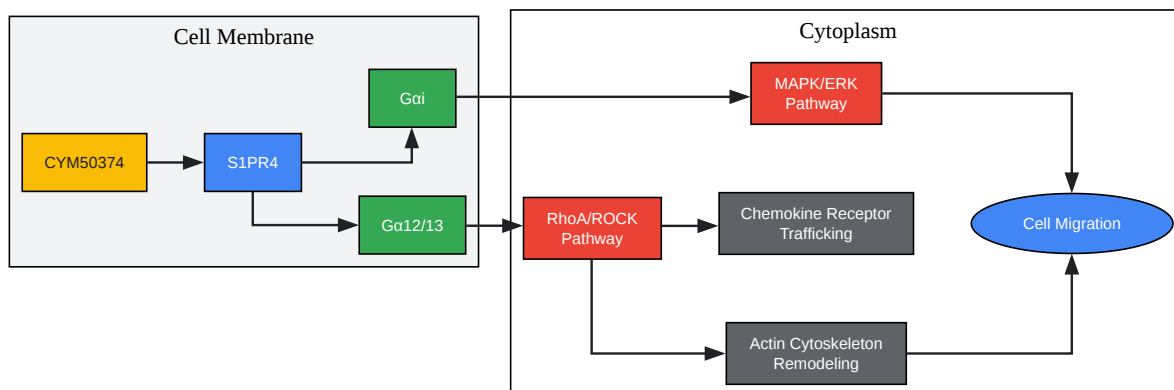 Cell Membrane
Cytoplasm
Gαi
MAPK/ERK
Pathway
CYM50374
S1PR4
Gα12/13
RhoA/ROCK
Pathway
Chemokine Receptor
Trafficking
Cell Migration
Actin Cytoskeleton
Remodeling